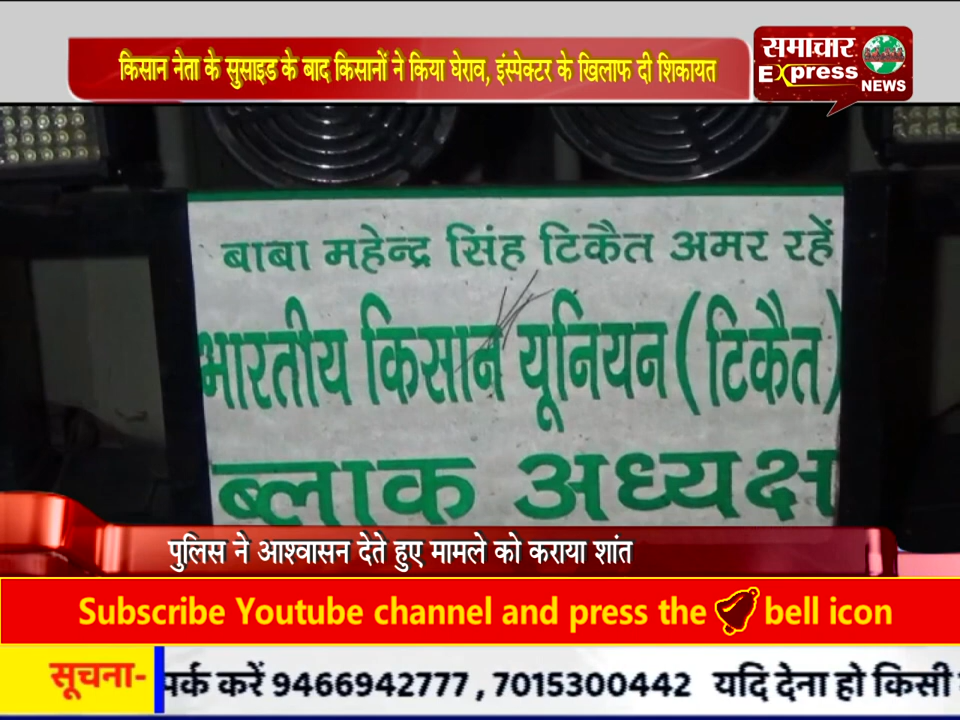 किसान नेता के सुसाइड के बाद किसानों ने किया घेराव, इंस्पेक्टर के खिलाफ दी शिकायत
समाचार
Express
NEWS
बाबा महेन्द्र सिंह टिकैत अमर रहें
भारतीय किसान यूनियन (टिकैत)
ब्लाक अध्यक्ष
पुलिस ने आश्वासन देते हुए मामले को कराया शांत
Subscribe Youtube channel and press the bell icon
सूचना- पर्क करें 9466942777 , 7015300442 यदि देना हो किसी